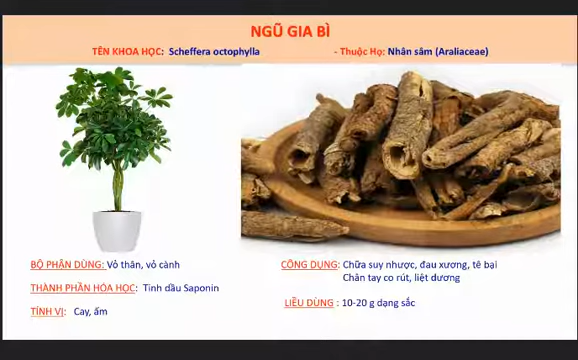 NGŨ GIA BÌ
TÊN KHOA HỌC: Scheffera octophylla - Thuộc Họ: Nhân sâm (Araliaceae)
BỘ PHẬN DÙNG: Vỏ thân, vỏ cành
THÀNH PHẦN HÓA HỌC: Tinh dầu Saponin
TÍNH VỊ: Cay, ấm
CÔNG DỤNG: Chữa suy nhược, đau xương, tê bại
Chân tay co rút, liệt dương
LIỀU DÙNG : 10-20 g dạng sắc